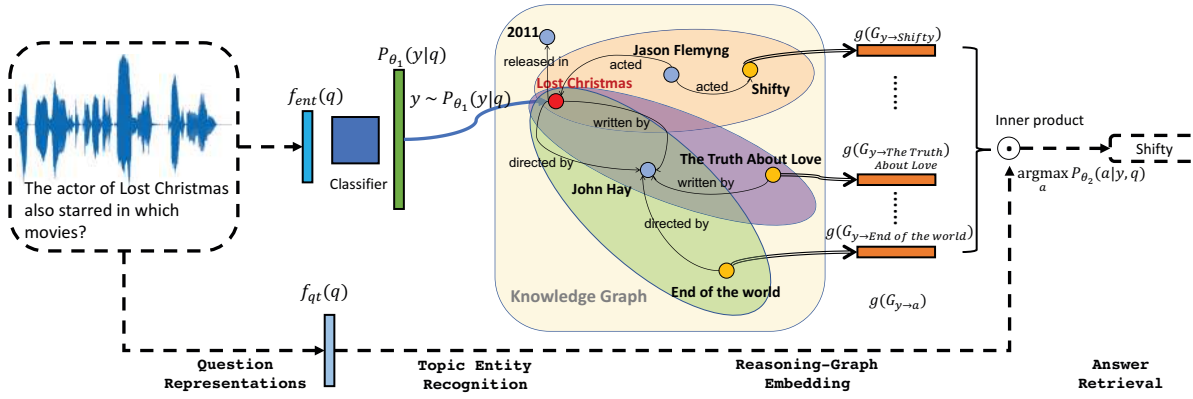 The actor of Lost Christmas
also starred in which
movies?
f_ent(q)
Classifier
P_θ₁(y|q)
y ~ P_θ₁(y|q)
2011
released in
Jason Flemyng
acted
acted
Lost Christmas
Shifty
written by
directed by
The Truth About Love
written by
John Hay
directed by
End of the world
Knowledge Graph
g(G_y→Shifty)
g(G_y→The Truth
About Love
g(G_y→End of the world)
g(G_y→a)
Inner product
Shifty
argmax P_θ₂(a|y, q)
a
f_qt(q)
Question
Representations
Topic Entity
Recognition
Reasoning-Graph
Embedding
Answer
Retrieval